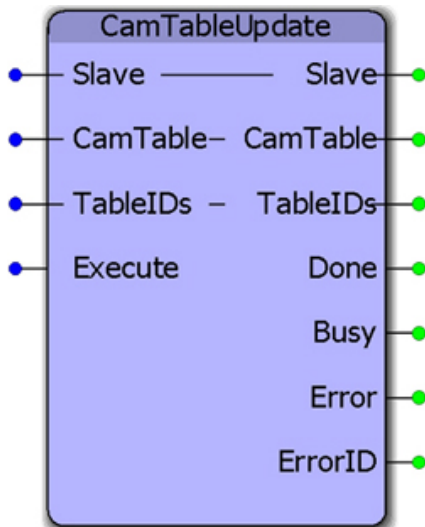 CamTableUpdate
Slave Slave
CamTable CamTable
TableIDs TableIDs
Execute Done
Busy
Error
ErrorID